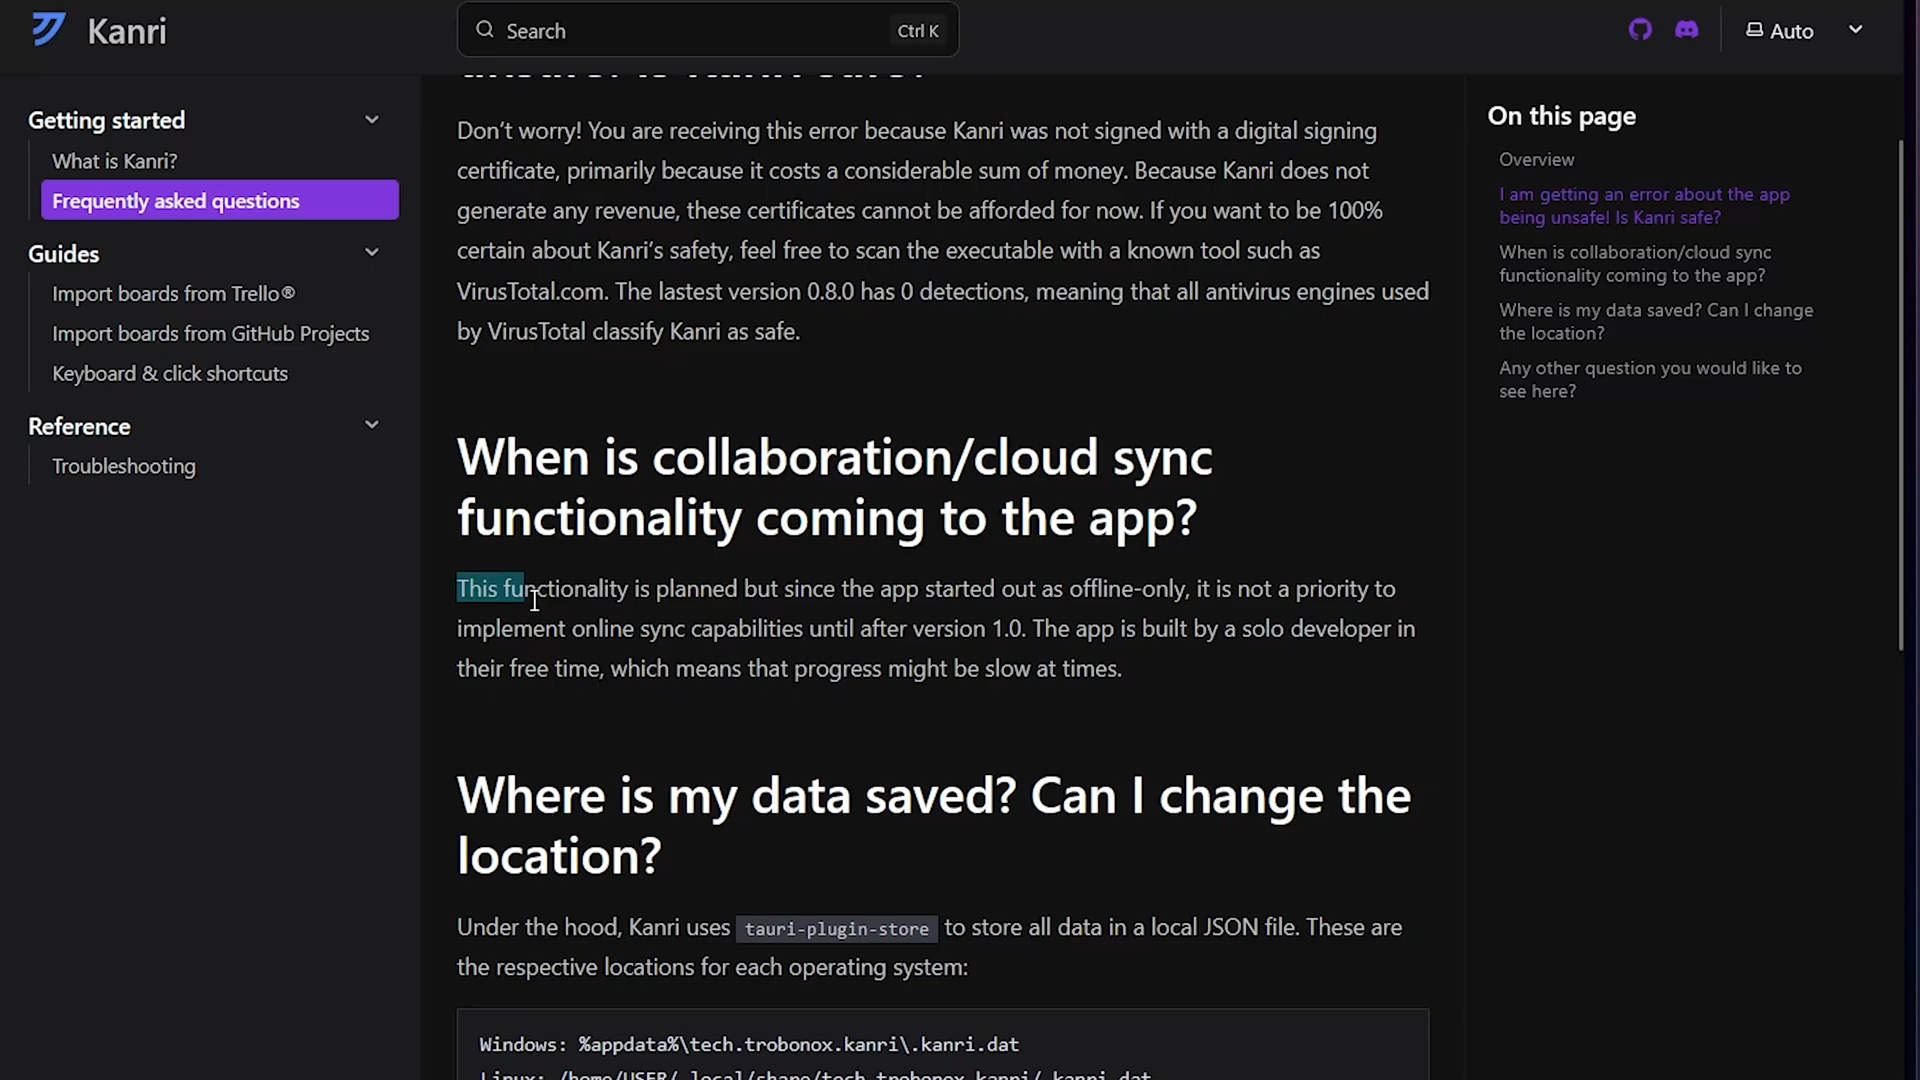 Kanri
Search
Ctrl K
Auto
Getting started
What is Kanri?
Frequently asked questions
Guides
Import boards from Trello®
Import boards from GitHub Projects
Keyboard & click shortcuts
Reference
Troubleshooting
Don’t worry! You are receiving this error because Kanri was not signed with a digital signing
certificate, primarily because it costs a considerable sum of money. Because Kanri does not
generate any revenue, these certificates cannot be afforded for now. If you want to be 100%
certain about Kanri’s safety, feel free to scan the executable with a known tool such as
VirusTotal.com. The lastest version 0.8.0 has 0 detections, meaning that all antivirus engines used
by VirusTotal classify Kanri as safe.
When is collaboration/cloud sync
functionality coming to the app?
This functionality is planned but since the app started out as offline-only, it is not a priority to
implement online sync capabilities until after version 1.0. The app is built by a solo developer in
their free time, which means that progress might be slow at times.
Where is my data saved? Can I change the
location?
Under the hood, Kanri uses tauri-plugin-store to store all data in a local JSON file. These are
the respective locations for each operating system:
Windows: %appdata%\tech.trobonox.kanri\.kanri.dat
Linux: /home/USER/.local/share/tech.trobonox.kanri/.kanri.dat
On this page
Overview
I am getting an error about the app
being unsafe! Is Kanri safe?
When is collaboration/cloud sync
functionality coming to the app?
Where is my data saved? Can I change
the location?
Any other question you would like to
see here?